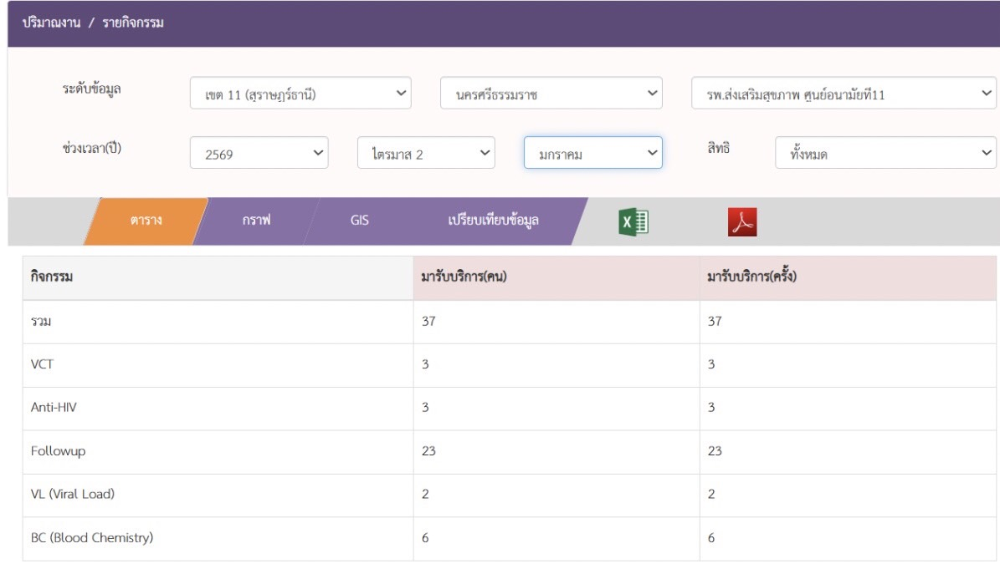 ปริมาณงาน / รายกิจกรรม
ระดับข้อมูล เขต 11 (สุราษฎร์ธานี) นครศรีธรรมราช รพ.ส่งเสริมสุขภาพ ศูนย์อนามัยที่11
ช่วงเวลา(ปี) 2569 ไตรมาส 2 มกราคม สิทธิ ทั้งหมด
ตาราง กราฟ GIS เปรียบเทียบข้อมูล
กิจกรรม มารับบริการ(คน) มารับบริการ(ครั้ง)
รวม 37 37
VCT 3 3
Anti-HIV 3 3
Followup 23 23
VL (Viral Load) 2 2
BC (Blood Chemistry) 6 6